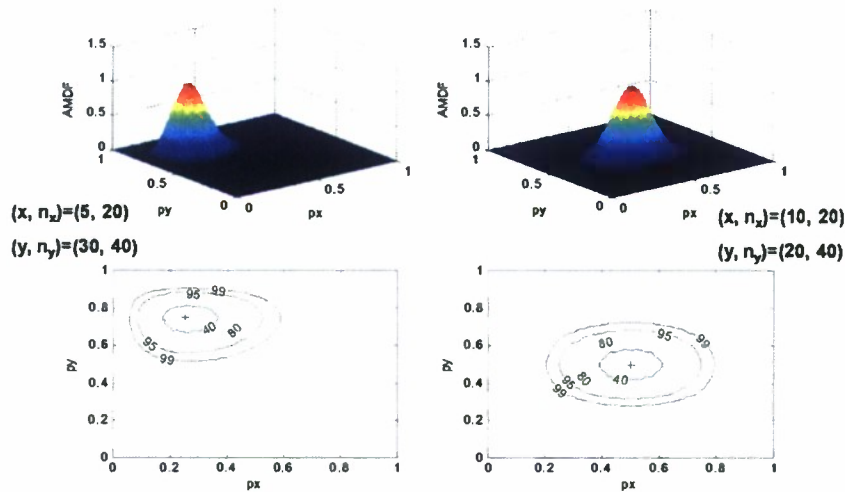 1.5
1
0.5
0
AMDF
1
0.5
0
py
0
0.5
1
px
(x, nx)=(5, 20)
(y, ny)=(30, 40)
1.5
1
0.5
0
AMDF
1
0.5
0
py
0
0.5
1
px
(x, nx)=(10, 20)
(y, ny)=(20, 40)
1
0.8
0.6
0.4
0.2
0
py
95 99
40 80
95
99
0 0.2 0.4 0.6 0.8 1
px
1
0.8
0.6
0.4
0.2
0
py
80 95 99
99 95 80 40
0 0.2 0.4 0.6 0.8 1
px